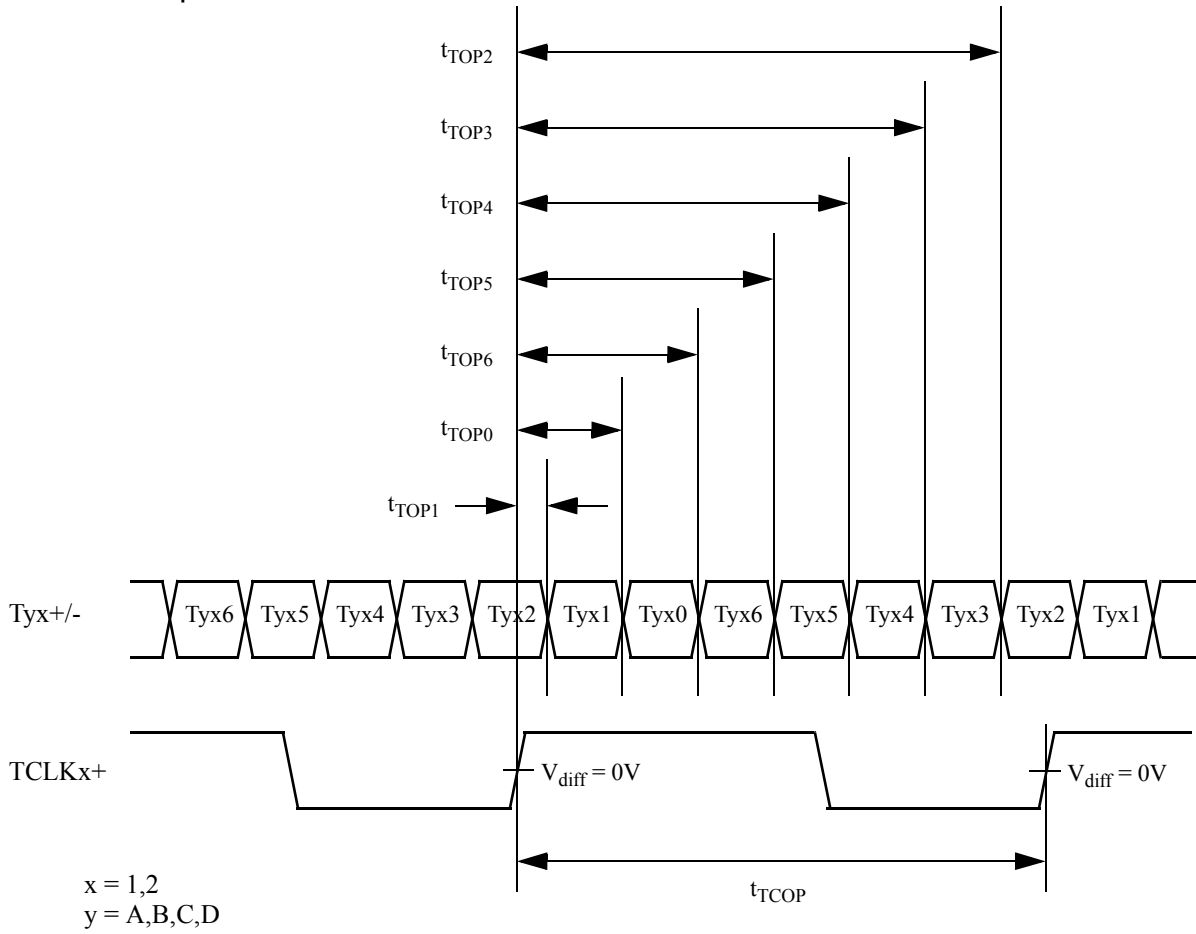 tTOP2
tTOP3
tTOP4
tTOP5
tTOP6
tTOP0
tTOP1
Tyx+/- Tyx6 Tyx5 Tyx4 Tyx3 Tyx2 Tyx1 Tyx0 Tyx6 Tyx5 Tyx4 Tyx3 Tyx2 Tyx1
TCLKx+ Vdiff = 0V Vdiff = 0V
tTCOP
x = 1,2
y = A,B,C,D